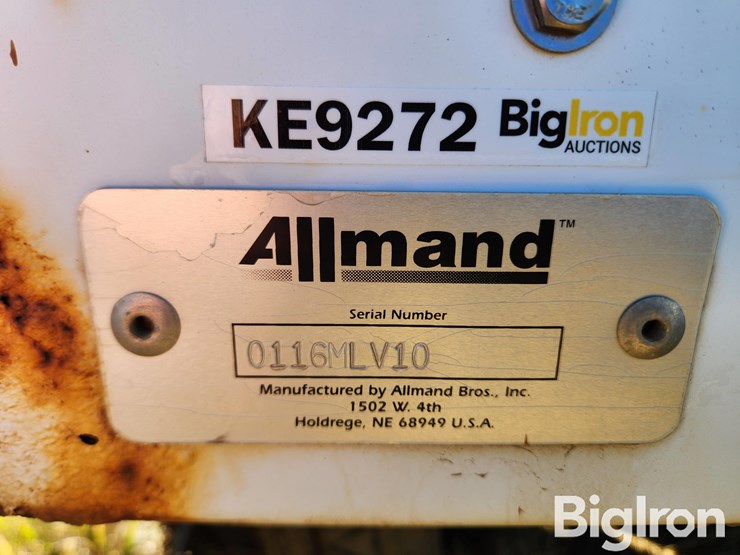 KE9272 BigIron
AUCTIONS
Allmand™
Serial Number
0116MLV10
Manufactured by Allmand Bros., Inc.
1502 W. 4th
Holdrege, NE 68949 U.S.A.
BigIron